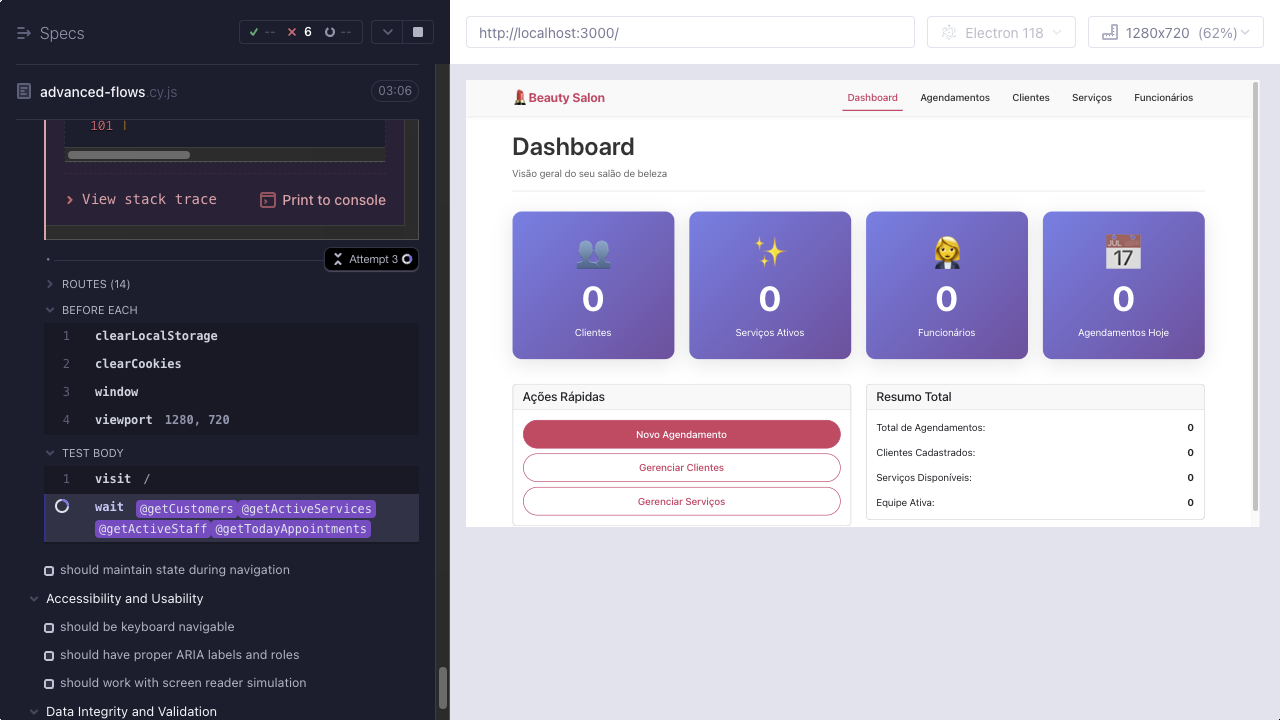 Specs
--
6
--
http://localhost:3000/
Electron 118
1280x720 (62%)
advanced-flows.cy.js
03:06
101 |
View stack trace
Print to console
Attempt 3
ROUTES (14)
BEFORE EACH
1 clearLocalStorage
2 clearCookies
3 window
4 viewport 1280, 720
TEST BODY
1 visit /
wait @getCustomers @getActiveServices
@getActiveStaff @getTodayAppointments
should maintain state during navigation
Accessibility and Usability
should be keyboard navigable
should have proper ARIA labels and roles
should work with screen reader simulation
Data Integrity and Validation
Beauty Salon
Dashboard Agendamentos Clientes Serviços Funcionários
Dashboard
Visão geral do seu salão de beleza
0
Clientes
0
Serviços Ativos
0
Funcionários
JUL
17
0
Agendamentos Hoje
Ações Rápidas
Novo Agendamento
Gerenciar Clientes
Gerenciar Serviços
Resumo Total
Total de Agendamentos: 0
Clientes Cadastrados: 0
Serviços Disponíveis: 0
Equipe Ativa: 0